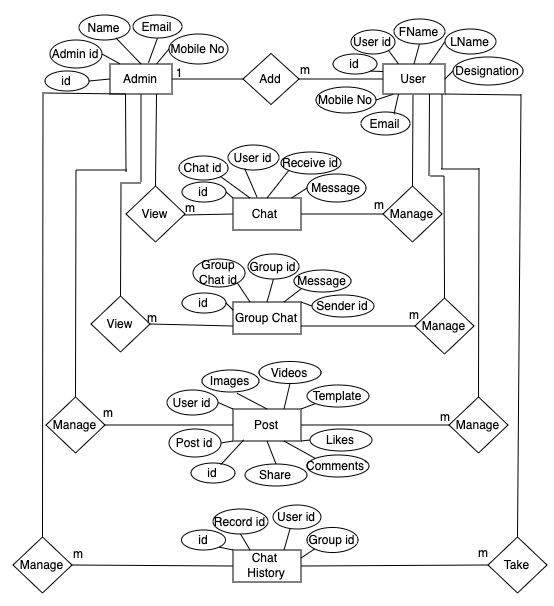 Name
Email
Admin id
Mobile No
id
Admin
1
Add
m
User
User id
FName
LName
id
Designation
Mobile No
Email
Chat id
User id
Receive id
id
Message
View
m
Chat
m
Manage
Group
Chat id
Group id
Message
id
Sender id
View
m
Group Chat
m
Manage
Images
Videos
User id
Template
Manage
m
Post
m
Manage
Post id
Likes
id
Share
Comments
Record id
User id
id
Group id
Manage
m
Chat
History
m
Take